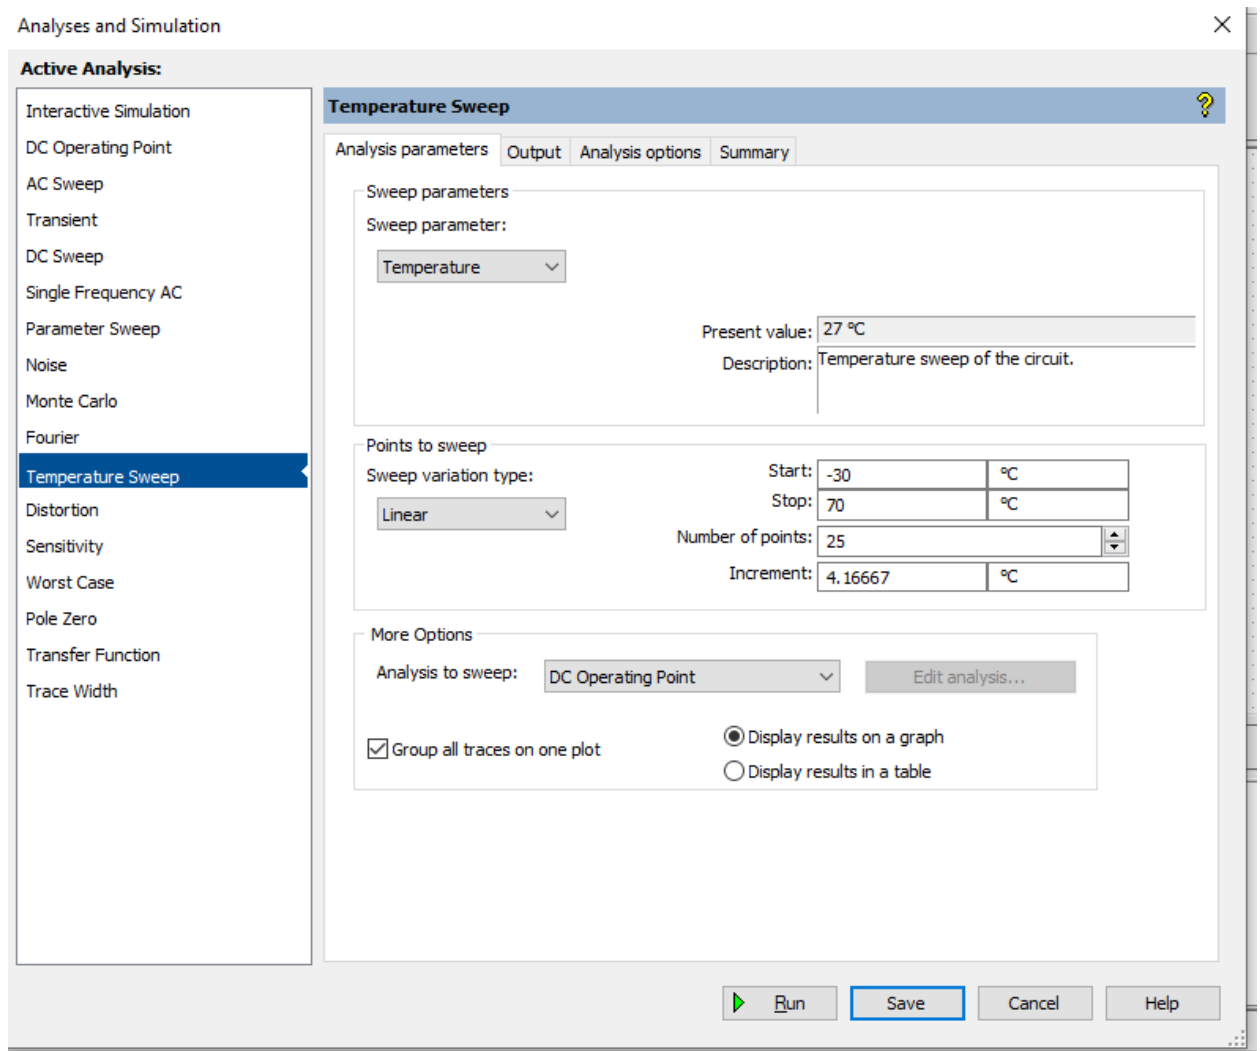 Analyses and Simulation
Active Analysis:
Interactive Simulation
DC Operating Point
AC Sweep
Transient
DC Sweep
Single Frequency AC
Parameter Sweep
Noise
Monte Carlo
Fourier
Temperature Sweep
Distortion
Sensitivity
Worst Case
Pole Zero
Transfer Function
Trace Width
Temperature Sweep
Analysis parameters Output Analysis options Summary
Sweep parameters
Sweep parameter:
Temperature
Present value: 27 ºC
Description: Temperature sweep of the circuit.
Points to sweep
Sweep variation type:
Linear
Start: -30 ºC
Stop: 70 ºC
Number of points: 25
Increment: 4.16667 ºC
More Options
Analysis to sweep: DC Operating Point Edit analysis...
Group all traces on one plot
Display results on a graph
Display results in a table
Run Save Cancel Help